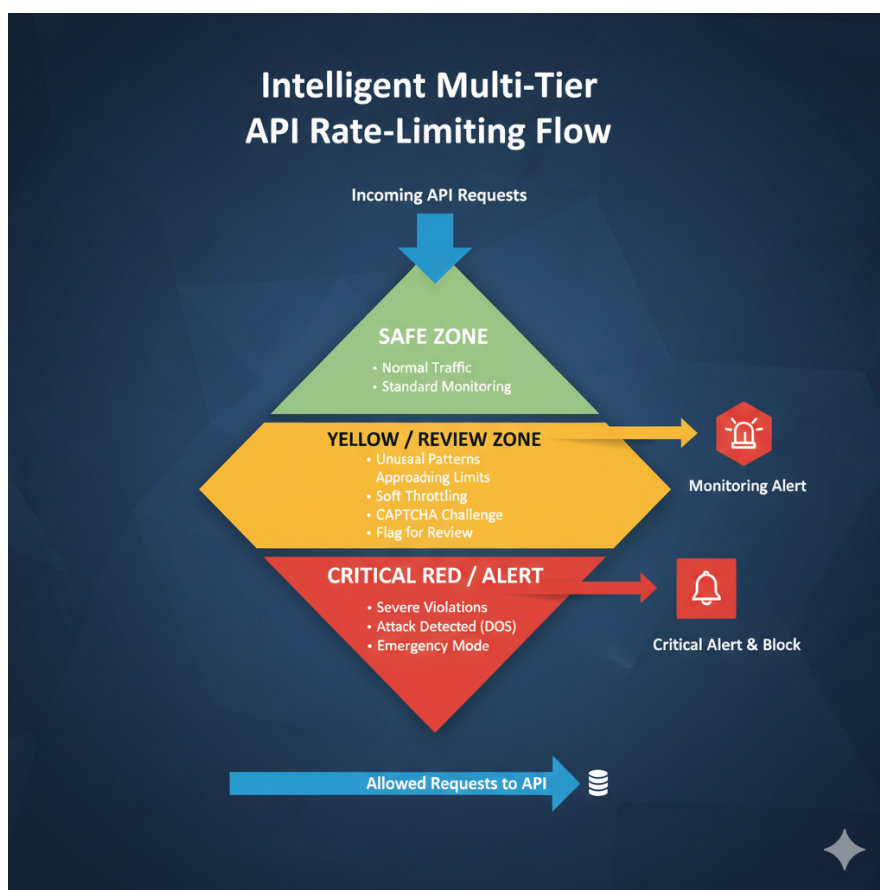 Intelligent Multi-Tier
API Rate-Limiting Flow
Incoming API Requests
SAFE ZONE
• Normal Traffic
• Standard Monitoring
YELLOW / REVIEW ZONE
• Unusual Patterns
Approading Limits
• Soft Throttling
• CAPTCHA Challenge
• Flag for Review
Monitoring Alert
CRITICAL RED / ALERT
• Severe Violations
• Attack Detected (DOS)
• Emergency Mode
Critical Alert & Block
Allowed Requests to API